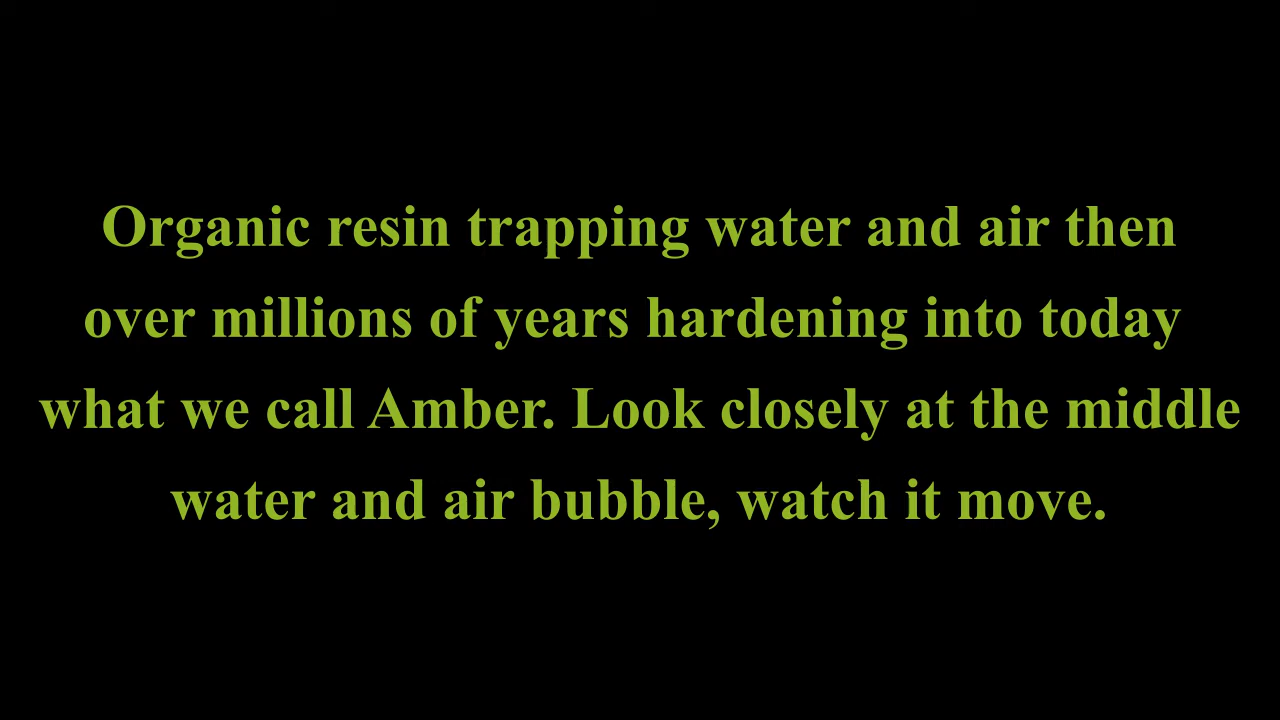 Organic resin trapping water and air then
over millions of years hardening into today
what we call Amber. Look closely at the middle
water and air bubble, watch it move.